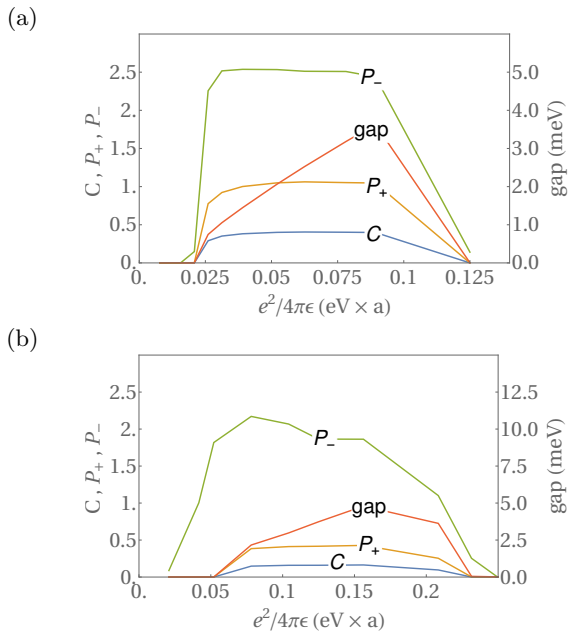 (a)
2.5
2.
1.5
1.
0.5
0.
C, P₊, P₋
5.0
4.0
3.0
2.0
1.0
0.0
gap (meV)
P₋
gap
P₊
C
0. 0.025 0.05 0.075 0.1 0.125
e²/4πϵ (eV × a)
(b)
2.5
2.
1.5
1.
0.5
0.
C, P₊, P₋
12.5
10.0
7.5
5.0
2.5
0.0
gap (meV)
P₋
gap
P₊
C
0. 0.05 0.1 0.15 0.2
e²/4πϵ (eV × a)